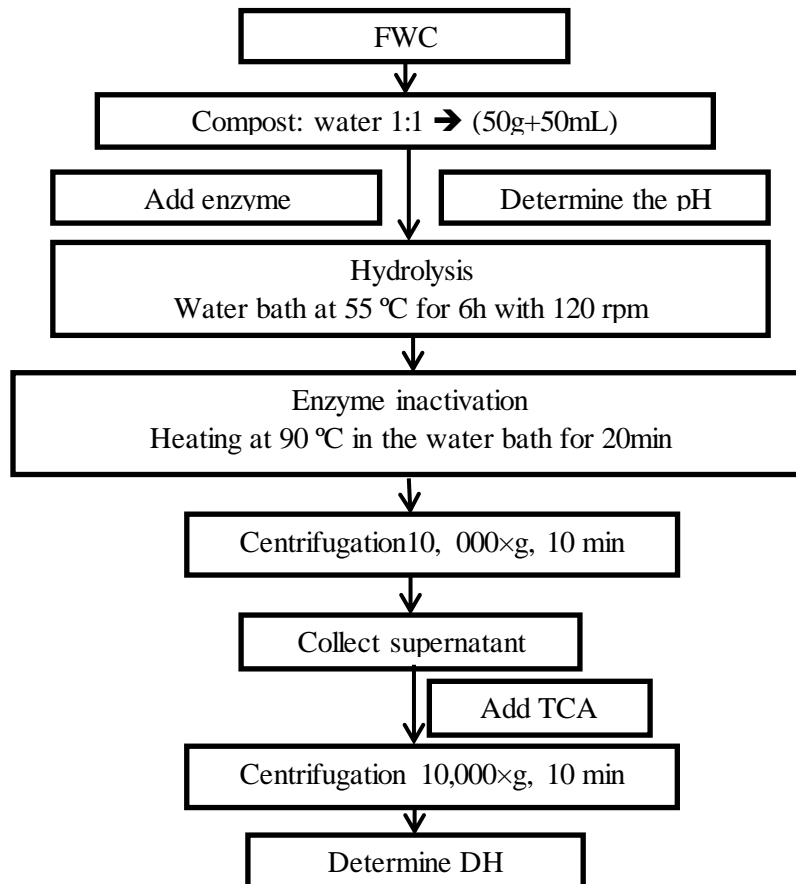 FWC
Compost: water 1:1 ➔ (50g+50mL)
Add enzyme
Determine the pH
Hydrolysis
Water bath at 55 ºC for 6h with 120 rpm
Enzyme inactivation
Heating at 90 ºC in the water bath for 20min
Centrifugation10, 000×g, 10 min
Collect supernatant
Add TCA
Centrifugation 10,000×g, 10 min
Determine DH